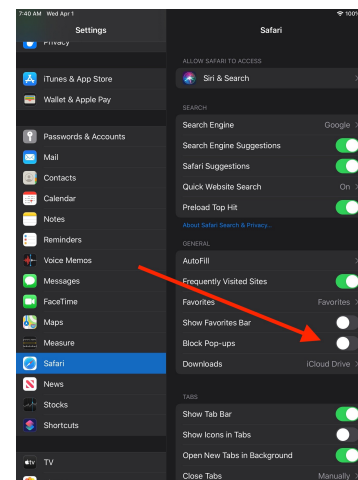 7:40 AM Wed Apr 1
100%
Settings
Safari
Privacy
iTunes & App Store
Wallet & Apple Pay
Passwords & Accounts
Mail
Contacts
Calendar
Notes
Reminders
Voice Memos
Messages
FaceTime
Maps
Measure
Safari
News
Stocks
Shortcuts
tv TV
ALLOW SAFARI TO ACCESS
Siri & Search
SEARCH
Search Engine Google
Search Engine Suggestions
Safari Suggestions
Quick Website Search On
Preload Top Hit
About Safari Search & Privacy...
GENERAL
AutoFill
Frequently Visited Sites
Favorites Favorites
Show Favorites Bar
Block Pop-ups
Downloads iCloud Drive
TABS
Show Tab Bar
Show Icons in Tabs
Open New Tabs in Background
Close Tabs Manually